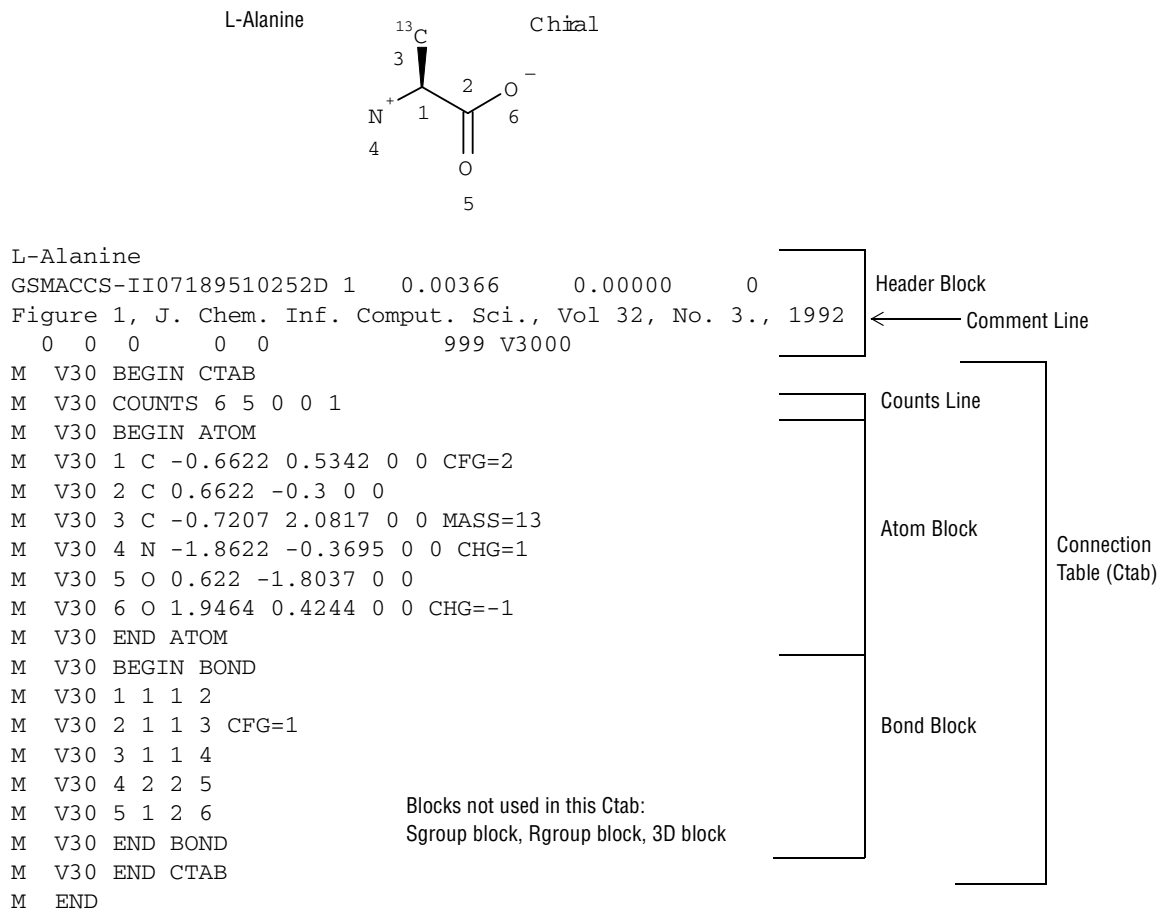 L-Alanine
Chiral
13C
3
2
O−
N+
1
6
4
O
5
L-Alanine
GSMACCS-II07189510252D 1   0.00366     0.00000     0
Header Block
Figure 1, J. Chem. Inf. Comput. Sci., Vol 32, No. 3., 1992
Comment Line
  0  0  0     0  0            999 V3000
M  V30 BEGIN CTAB
M  V30 COUNTS 6 5 0 0 1
Counts Line
M  V30 BEGIN ATOM
M  V30 1 C -0.6622 0.5342 0 0 CFG=2
M  V30 2 C 0.6622 -0.3 0 0
M  V30 3 C -0.7207 2.0817 0 0 MASS=13
Atom Block
M  V30 4 N -1.8622 -0.3695 0 0 CHG=1
Connection
Table (Ctab)
M  V30 5 O 0.622 -1.8037 0 0
M  V30 6 O 1.9464 0.4244 0 0 CHG=-1
M  V30 END ATOM
M  V30 BEGIN BOND
M  V30 1 1 1 2
M  V30 2 1 1 3 CFG=1
Bond Block
M  V30 3 1 1 4
M  V30 4 2 2 5
M  V30 5 1 2 6
Blocks not used in this Ctab:
Sgroup block, Rgroup block, 3D block
M  V30 END BOND
M  V30 END CTAB
M  END